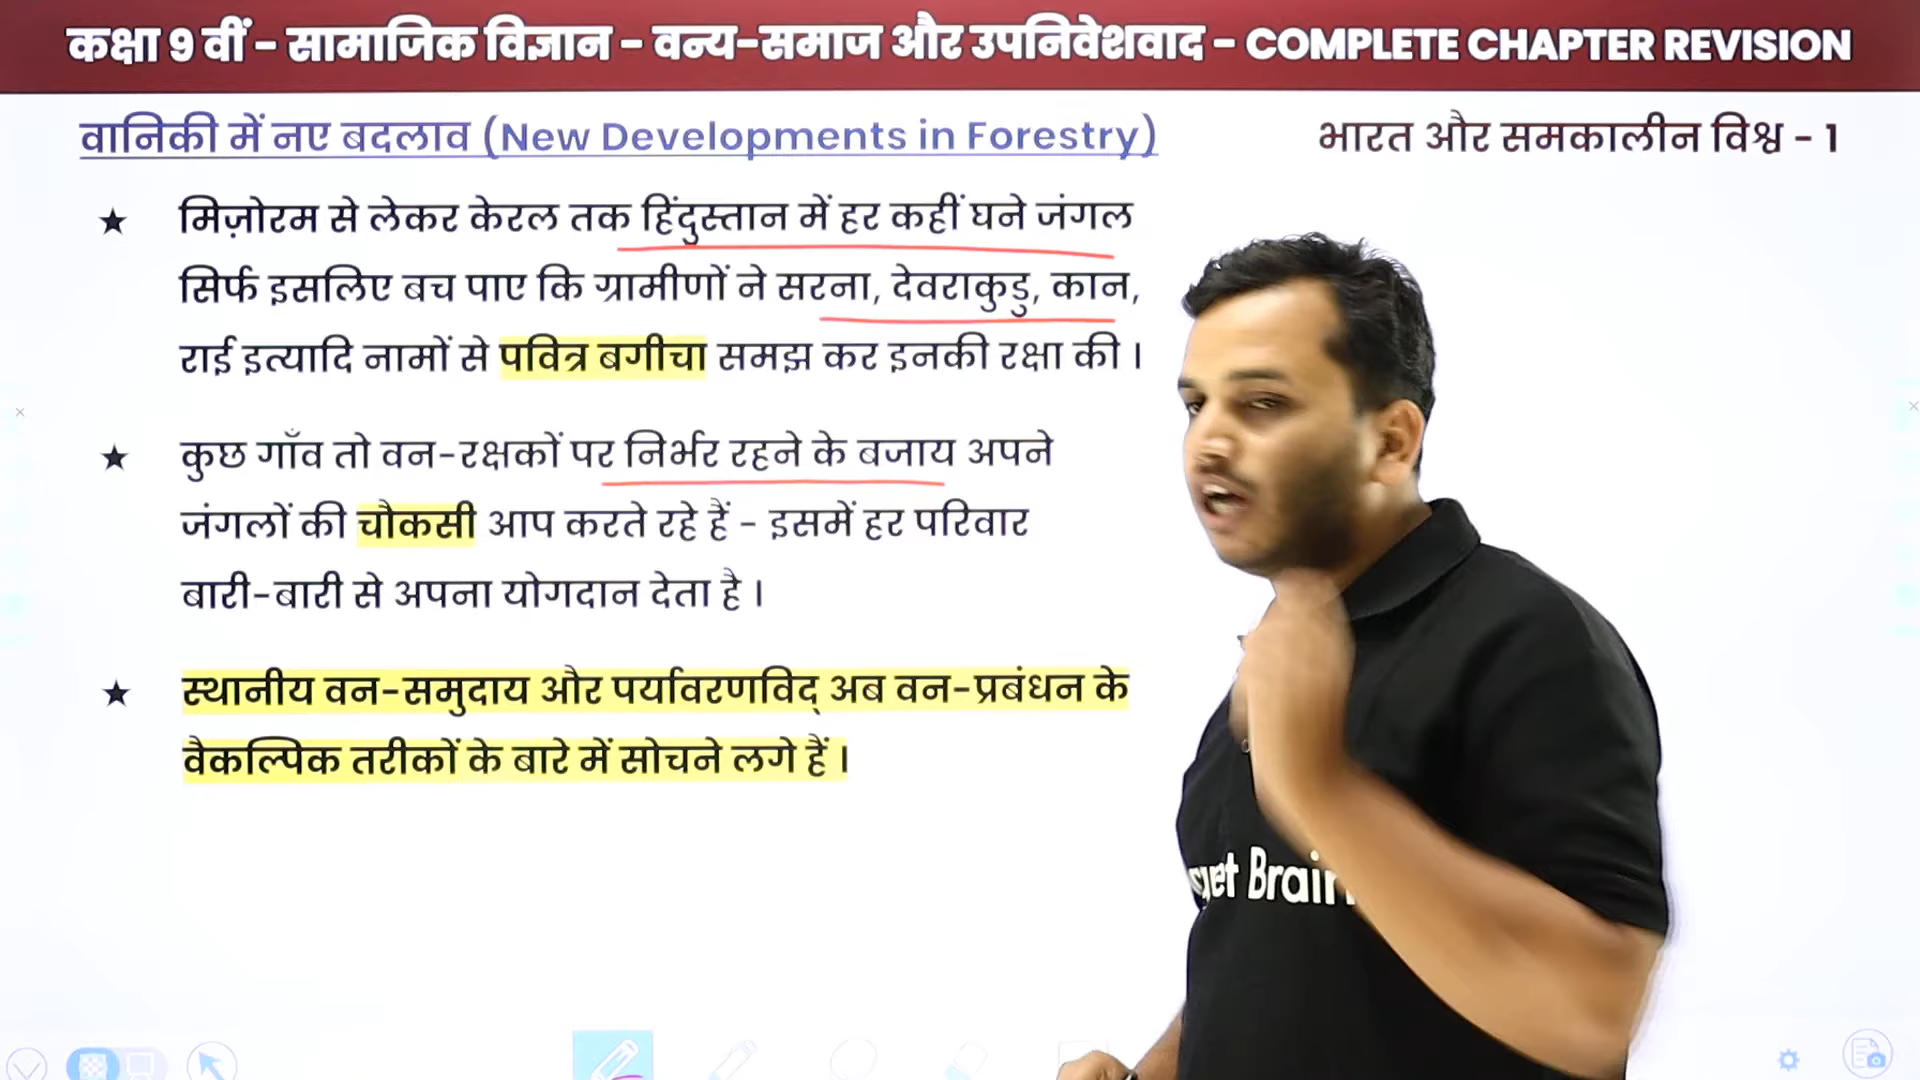 कक्षा 9 वीं - सामाजिक विज्ञान - वन्य-समाज और उपनिवेशवाद - COMPLETE CHAPTER REVISION
वानिकी में नए बदलाव (New Developments in Forestry)
भारत और समकालीन विश्व - 1
★ मिज़ोरम से लेकर केरल तक हिंदुस्तान में हर कहीं घने जंगल
सिर्फ इसलिए बच पाए कि ग्रामीणों ने सरना, देवराकुडु, कान,
राई इत्यादि नामों से पवित्र बगीचा समझ कर इनकी रक्षा की।
★ कुछ गाँव तो वन-रक्षकों पर निर्भर रहने के बजाय अपने
जंगलों की चौकसी आप करते रहे हैं - इसमें हर परिवार
बारी-बारी से अपना योगदान देता है।
★ स्थानीय वन-समुदाय और पर्यावरणविद् अब वन-प्रबंधन के
वैकल्पिक तरीकों के बारे में सोचने लगे हैं।